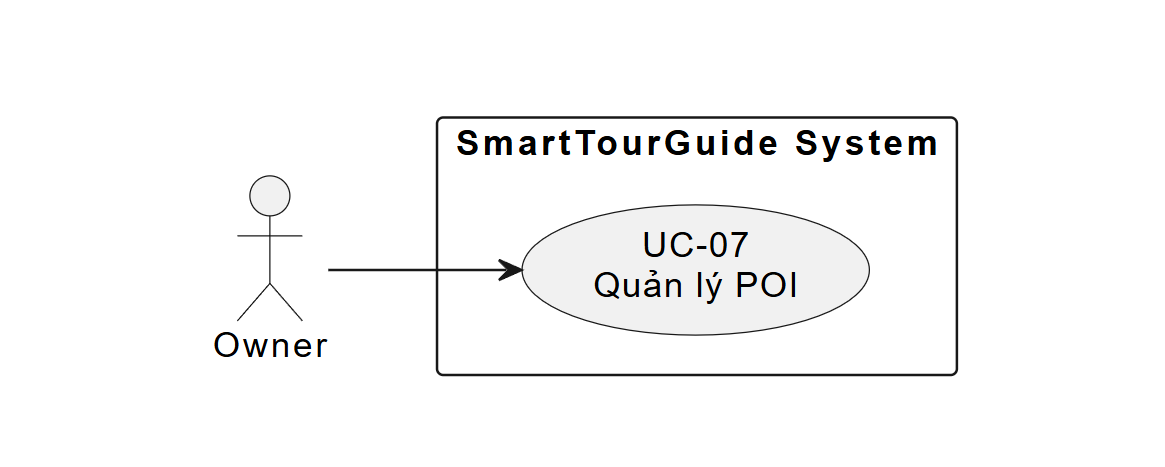 SmartTourGuide System
UC-07
Quản lý POI
Owner